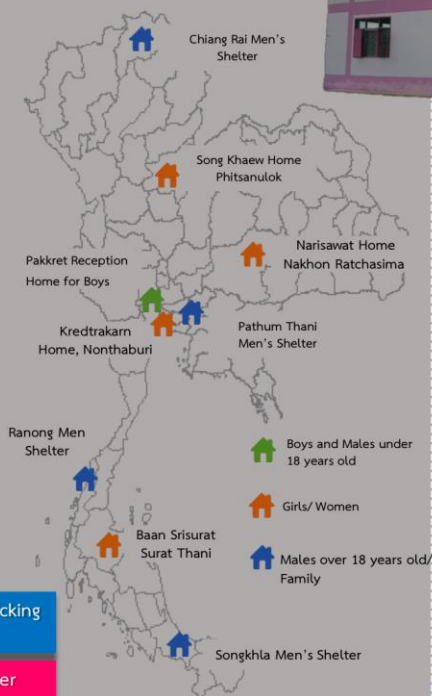 Chiang Rai Men's
Shelter
Song Khaew Home
Phitsanulok
Narisawat Home
Nakhon Ratchasima
Pakkret Reception
Home for Boys
Kredtrakarn
Home, Nonthaburi
Pathum Thani
Men's Shelter
Ranong Men
Shelter
Boys and Males under
18 years old
Girls/ Women
Baan Srisurat
Surat Thani
Males over 18 years old/
Family
Songkhla Men's Shelter
cking
er